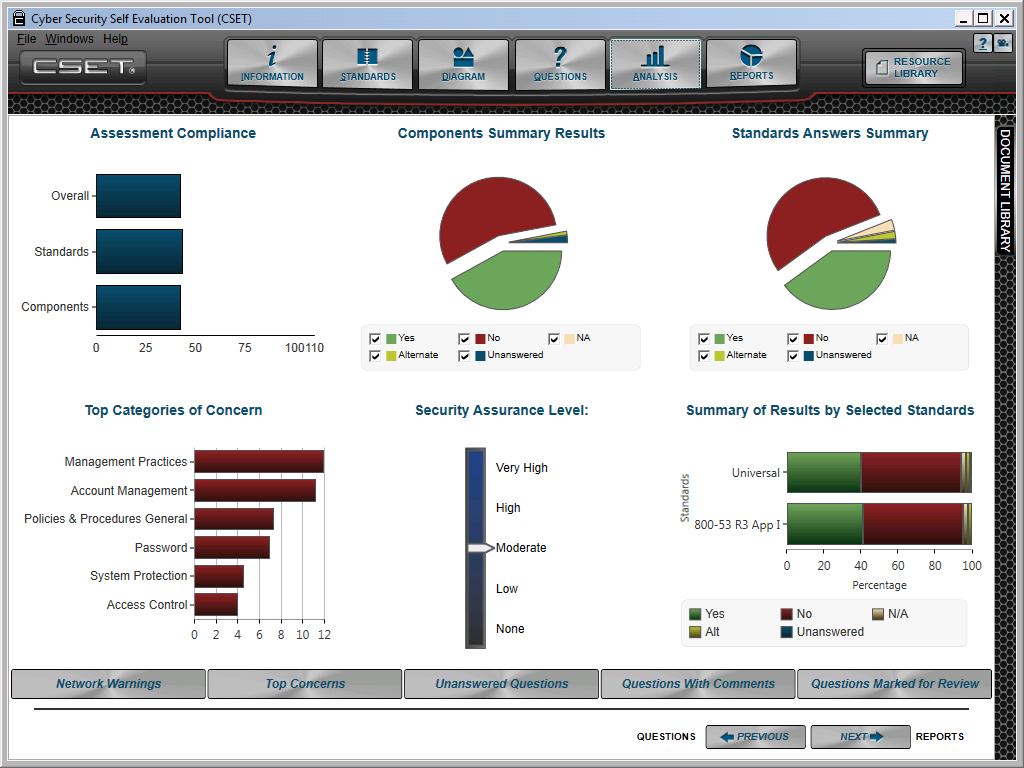 Cyber Security Self Evaluation Tool (CSET)
File Windows Help
CSET
INFORMATION
STANDARDS
DIAGRAM
QUESTIONS
ANALYSIS
REPORTS
RESOURCE
LIBRARY
DOCUMENT LIBRARY
Assessment Compliance
Overall
Standards
Components
0 25 50 75 100 110
Components Summary Results
Yes No NA
Alternate Unanswered
Standards Answers Summary
Yes No NA
Alternate Unanswered
Top Categories of Concern
Management Practices
Account Management
Policies & Procedures General
Password
System Protection
Access Control
0 2 4 6 8 10 12
Security Assurance Level:
Very High
High
Moderate
Low
None
Summary of Results by Selected Standards
Standards
Universal
800-53 R3 App I
0 20 40 60 80 100
Percentage
Yes No N/A
Alt Unanswered
Network Warnings
Top Concerns
Unanswered Questions
Questions With Comments
Questions Marked for Review
QUESTIONS PREVIOUS NEXT REPORTS